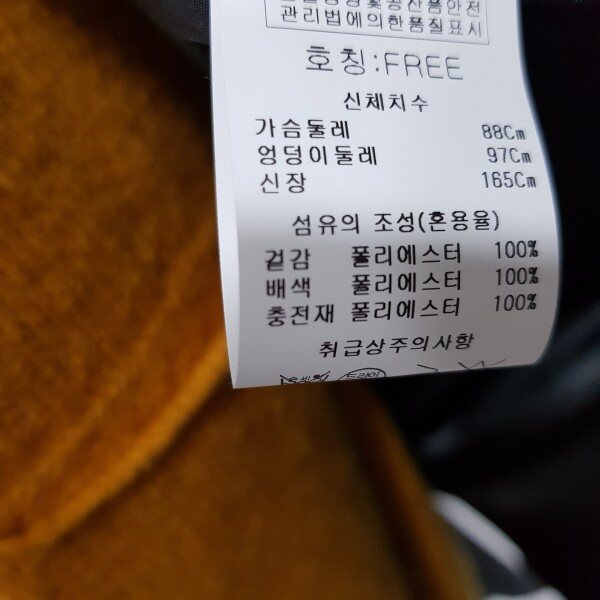 관리법에의한품질표시
호칭:FREE
신체치수
가슴둘레 88Cm
엉덩이둘레 97Cm
신장 165Cm
섬유의 조성(혼용율)
겉감 폴리에스터 100%
배색 폴리에스터 100%
충전재 폴리에스터 100%
취급상주의사항
드라이